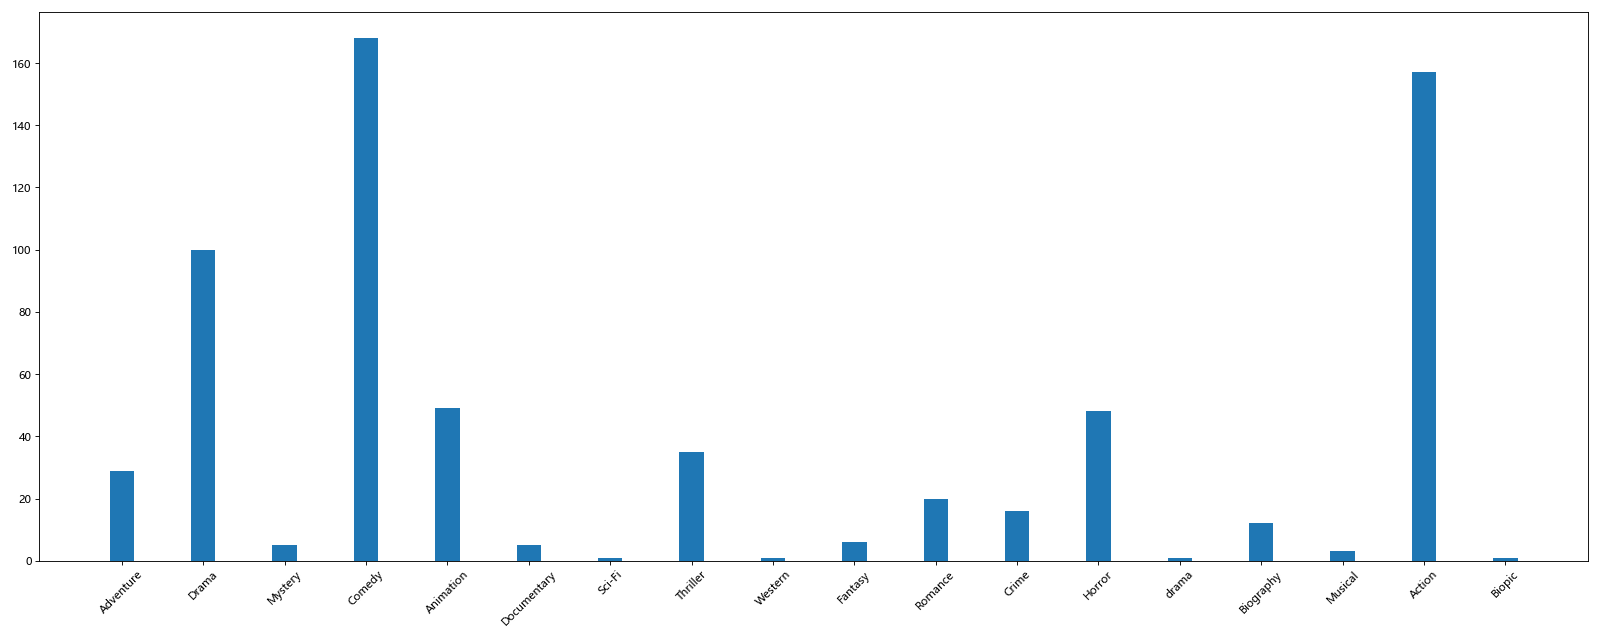 160
140
120
100
80
60
40
20
0
Adventure
Drama
Mystery
Comedy
Animation
Documentary
Sci-Fi
Thriller
Western
Fantasy
Romance
Crime
Horror
drama
Biography
Musical
Action
Biopic